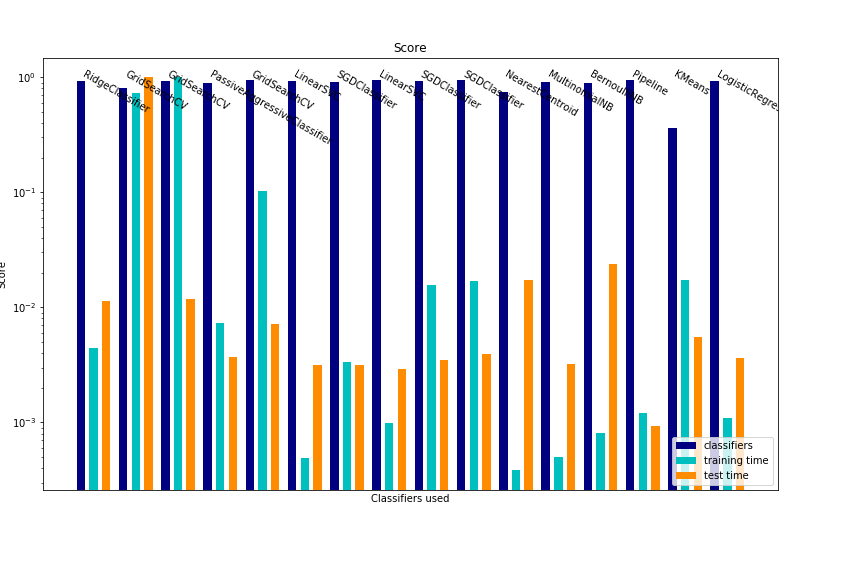 Score
10⁰
10⁻¹
10⁻²
10⁻³
Score
RidgeClassifier
GridSearchCV
GridSearchCV
PassiveAggressiveClassifier
GridSearchCV
LinearSVC
SGDClassifier
LinearSVC
SGDClassifier
SGDClassifier
NearestCentroid
MultinomialNB
BernoulliNB
Pipeline
KMeans
LogisticRegres
classifiers
training time
test time
Classifiers used